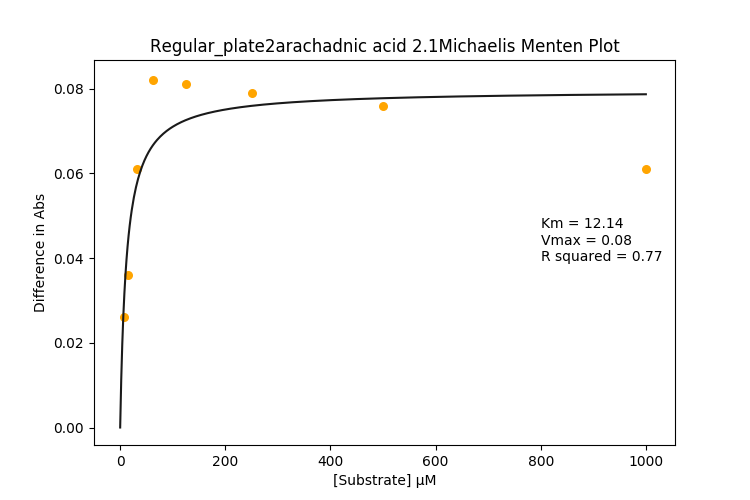 Regular_plate2arachadnic acid 2.1Michaelis Menten Plot
0.08
0.06
0.04
0.02
0.00
Difference in Abs
Km = 12.14
Vmax = 0.08
R squared = 0.77
0 200 400 600 800 1000
[Substrate] μM